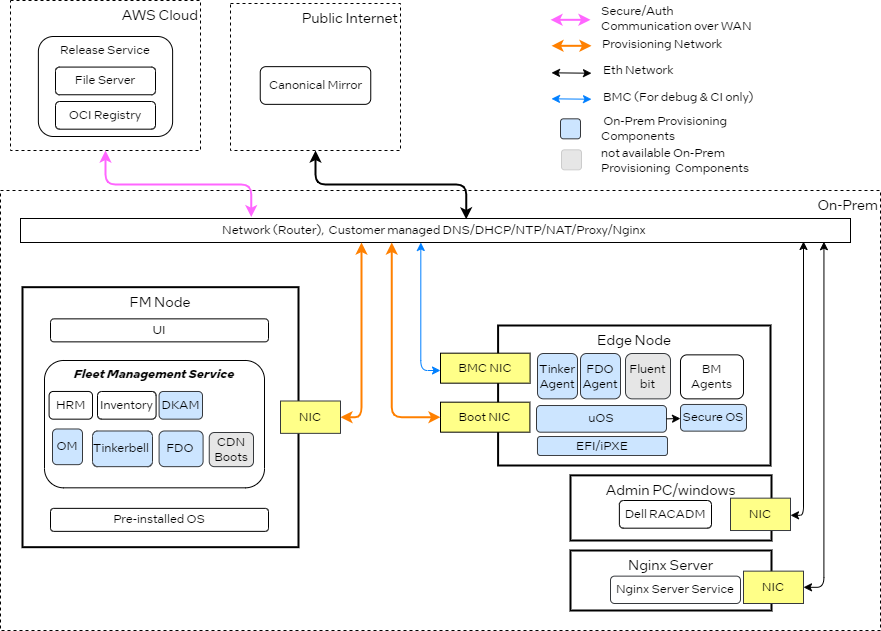 AWS Cloud
Release Service
File Server
OCI Registry
Public Internet
Canonical Mirror
Secure/Auth
Communication over WAN
Provisioning Network
Eth Network
BMC (For debug & CI only)
On-Prem Provisioning
Components
not available On-Prem
Provisioning Components
On-Prem
Network (Router), Customer managed DNS/DHCP/NTP/NAT/Proxy/Nginx
FM Node
UI
Fleet Management Service
HRM
Inventory
DKAM
OM
Tinkerbell
FDO
CDN
Boots
Pre-installed OS
NIC
Edge Node
BMC NIC
Tinker
Agent
FDO
Agent
Fluent
bit
BM
Agents
Boot NIC
uOS
Secure OS
EFI/iPXE
Admin PC/windows
Dell RACADM
NIC
Nginx Server
Nginx Server Service
NIC